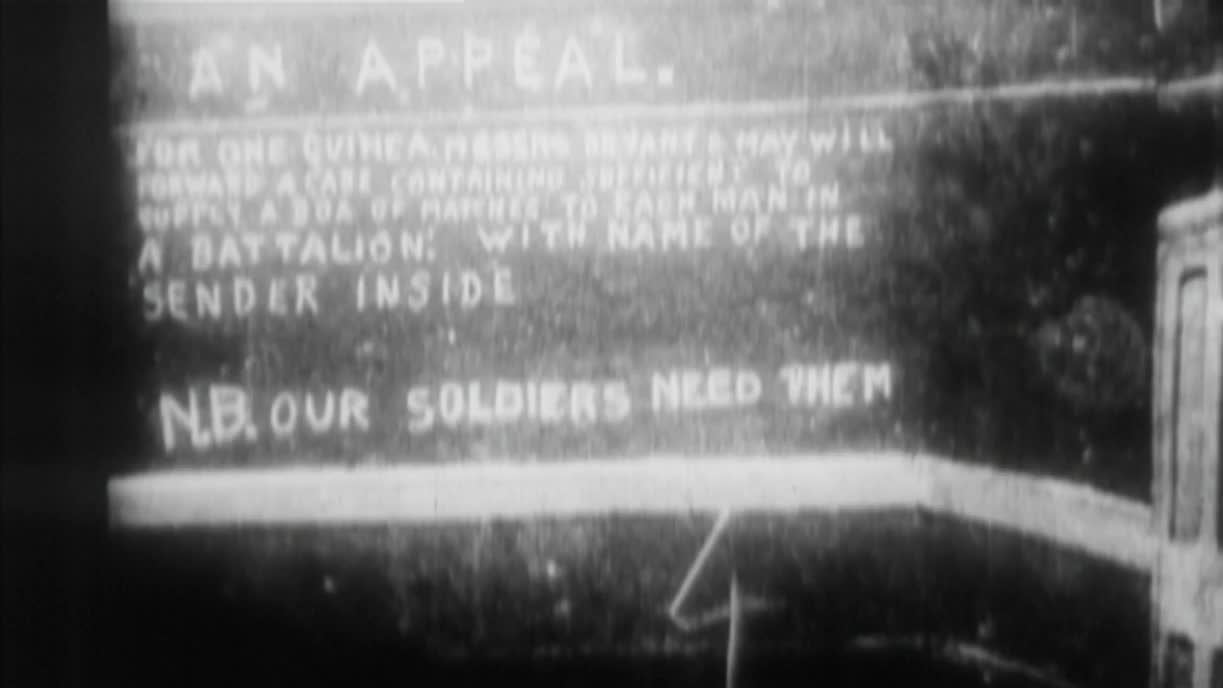 AN APPEAL.
FOR ONE GUINEA. MESSRS BRYANT & MAY WILL
FORWARD A CASE CONTAINING SUFFICIENT TO
SUPPLY A BOX OF MATCHES TO EACH MAN IN
A BATTALION: WITH NAME OF THE
SENDER INSIDE
N.B. OUR SOLDIERS NEED THEM